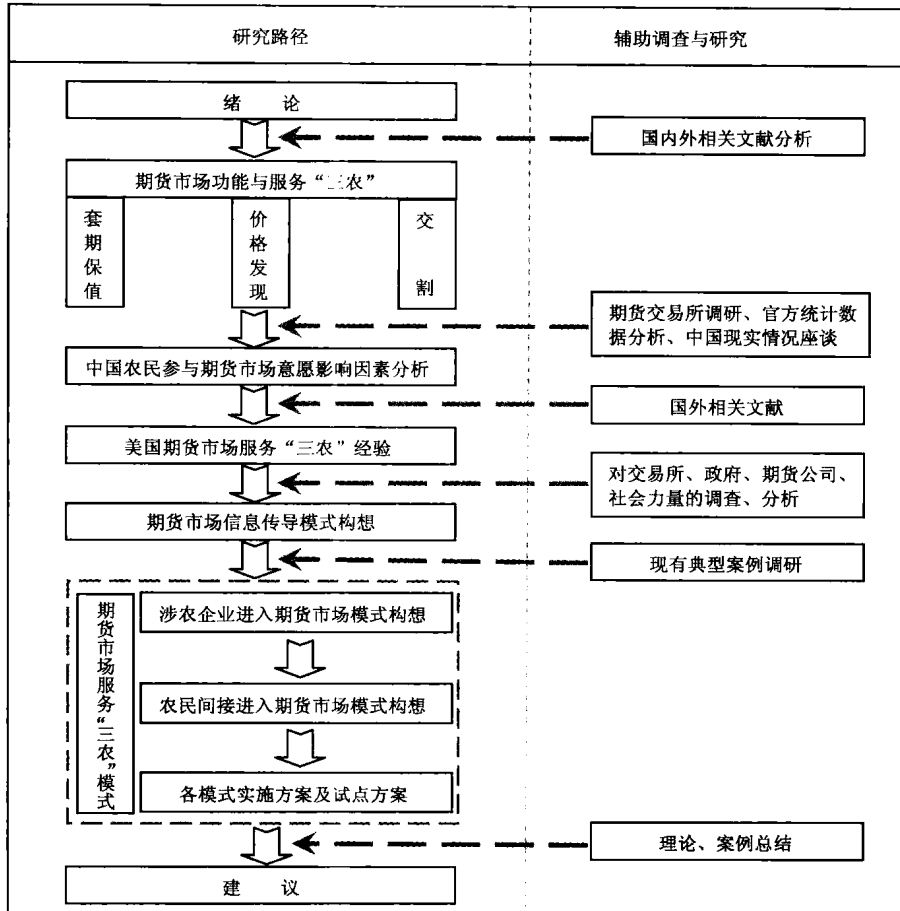 研究路径
辅助调查与研究
绪 论
国内外相关文献分析
期货市场功能与服务“三农”
套期保值
价格发现
交割
期货交易所调研、官方统计数
据分析、中国现实情况座谈
中国农民参与期货市场意愿影响因素分析
国外相关文献
美国期货市场服务“三农”经验
对交易所、政府、期货公司、
社会力量的调查、分析
期货市场信息传导模式构想
现有典型案例调研
期货市场服务“三农”模式
涉农企业进入期货市场模式构想
农民间接进入期货市场模式构想
各模式实施方案及试点方案
理论、案例总结
建 议